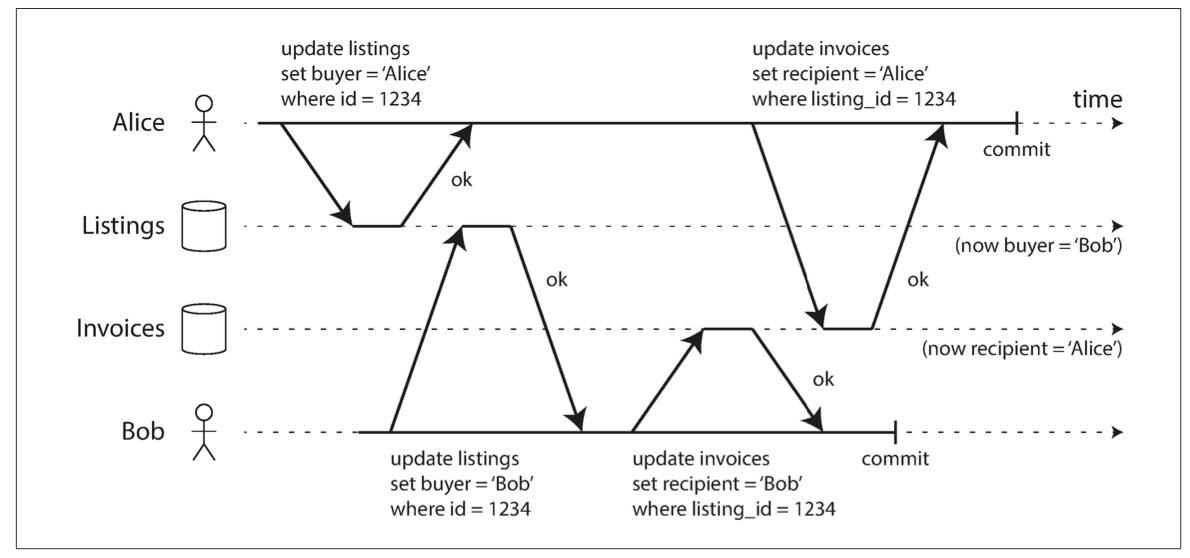 update listings
set buyer = ‘Alice’
where id = 1234
update invoices
set recipient = ‘Alice’
where listing_id = 1234
time
Alice
commit
ok
Listings
(now buyer = ‘Bob’)
ok
ok
Invoices
(now recipient = ‘Alice’)
ok
Bob
update listings
set buyer = ‘Bob’
where id = 1234
update invoices
set recipient = ‘Bob’
where listing_id = 1234
commit